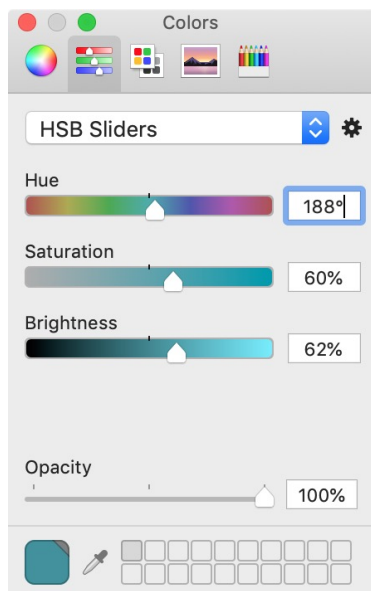 Colors
HSB Sliders
Hue
188°
Saturation
60%
Brightness
62%
Opacity
100%